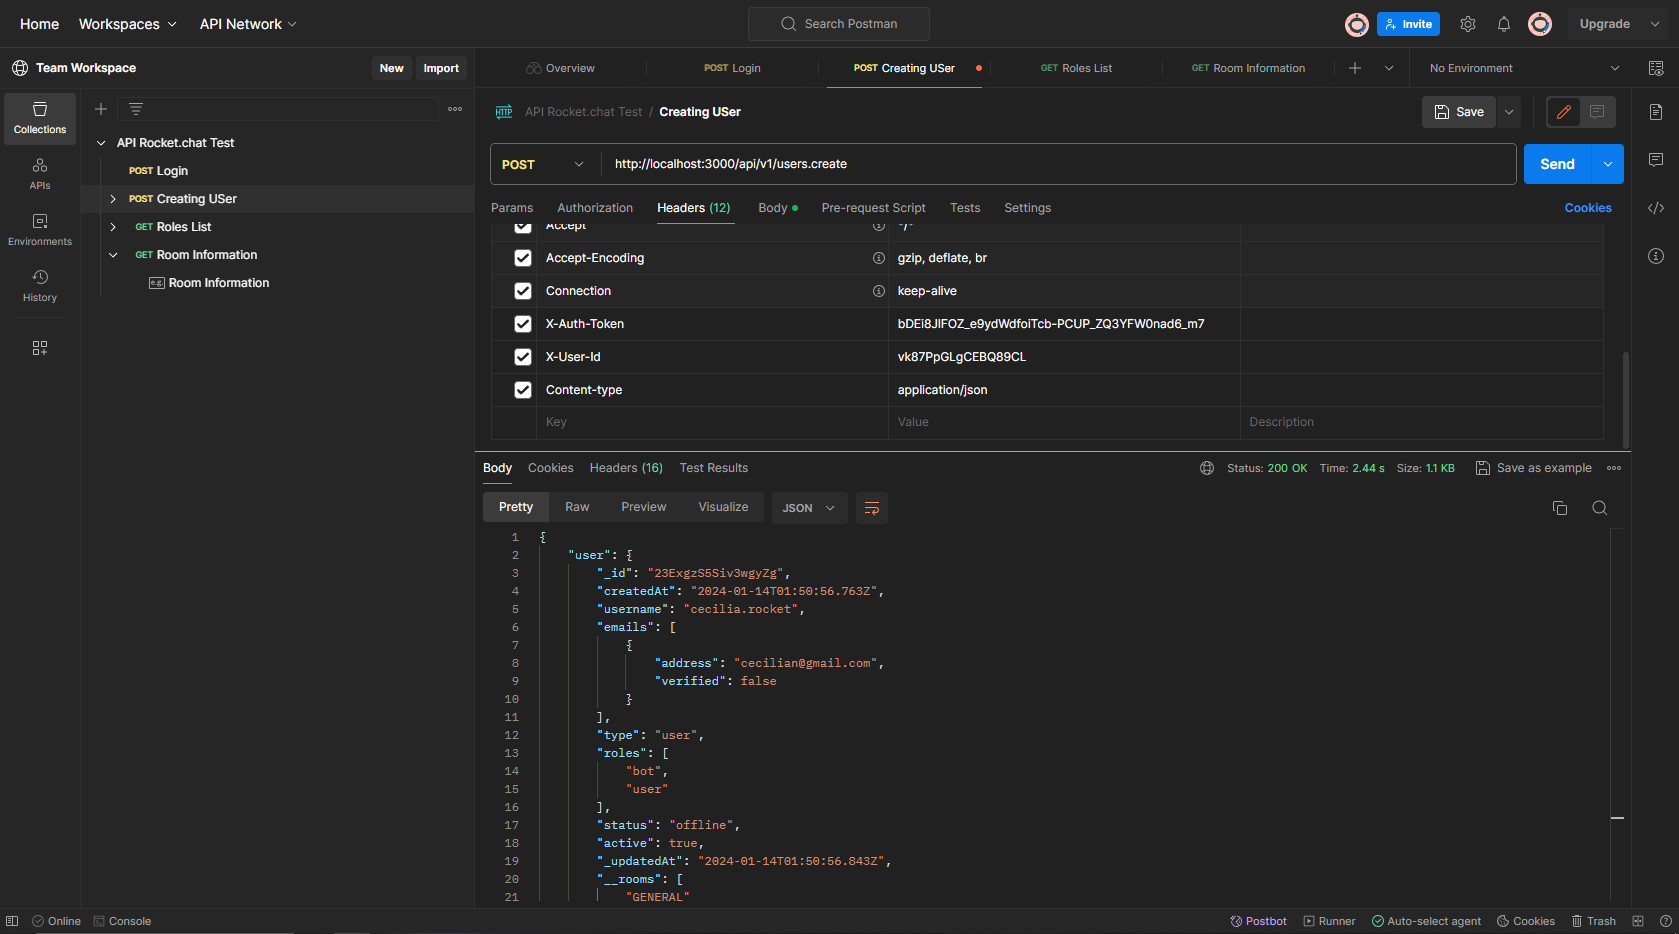 Home Workspaces API Network Search Postman Invite Upgrade
Team Workspace New Import Overview POST Login POST Creating USer GET Roles List GET Room Information No Environment
Collections
APIs
Environments
History
API Rocket.chat Test
POST Login
POST Creating USer
GET Roles List
GET Room Information
e.g. Room Information
HTTP API Rocket.chat Test / Creating USer Save
POST http://localhost:3000/api/v1/users.create Send
Params Authorization Headers (12) Body Pre-request Script Tests Settings Cookies
Accept */*
Accept-Encoding gzip, deflate, br
Connection keep-alive
X-Auth-Token bDEi8JIFOZ_e9ydWdfoiTcb-PCUP_ZQ3YFW0nad6_m7
X-User-Id vk87PpGLgCEBQ89CL
Content-type application/json
Key Value Description
Body Cookies Headers (16) Test Results Status: 200 OK Time: 2.44 s Size: 1.1 KB Save as example
Pretty Raw Preview Visualize JSON
1 {
2 "user": {
3 "_id": "23ExgzS5Siv3wgyZg",
4 "createdAt": "2024-01-14T01:50:56.763Z",
5 "username": "cecilia.rocket",
6 "emails": [
7 {
8 "address": "cecilian@gmail.com",
9 "verified": false
10 }
11 ],
12 "type": "user",
13 "roles": [
14 "bot",
15 "user"
16 ],
17 "status": "offline",
18 "active": true,
19 "_updatedAt": "2024-01-14T01:50:56.843Z",
20 "__rooms": [
21 "GENERAL"
Online Console Postbot Runner Auto-select agent Cookies Trash